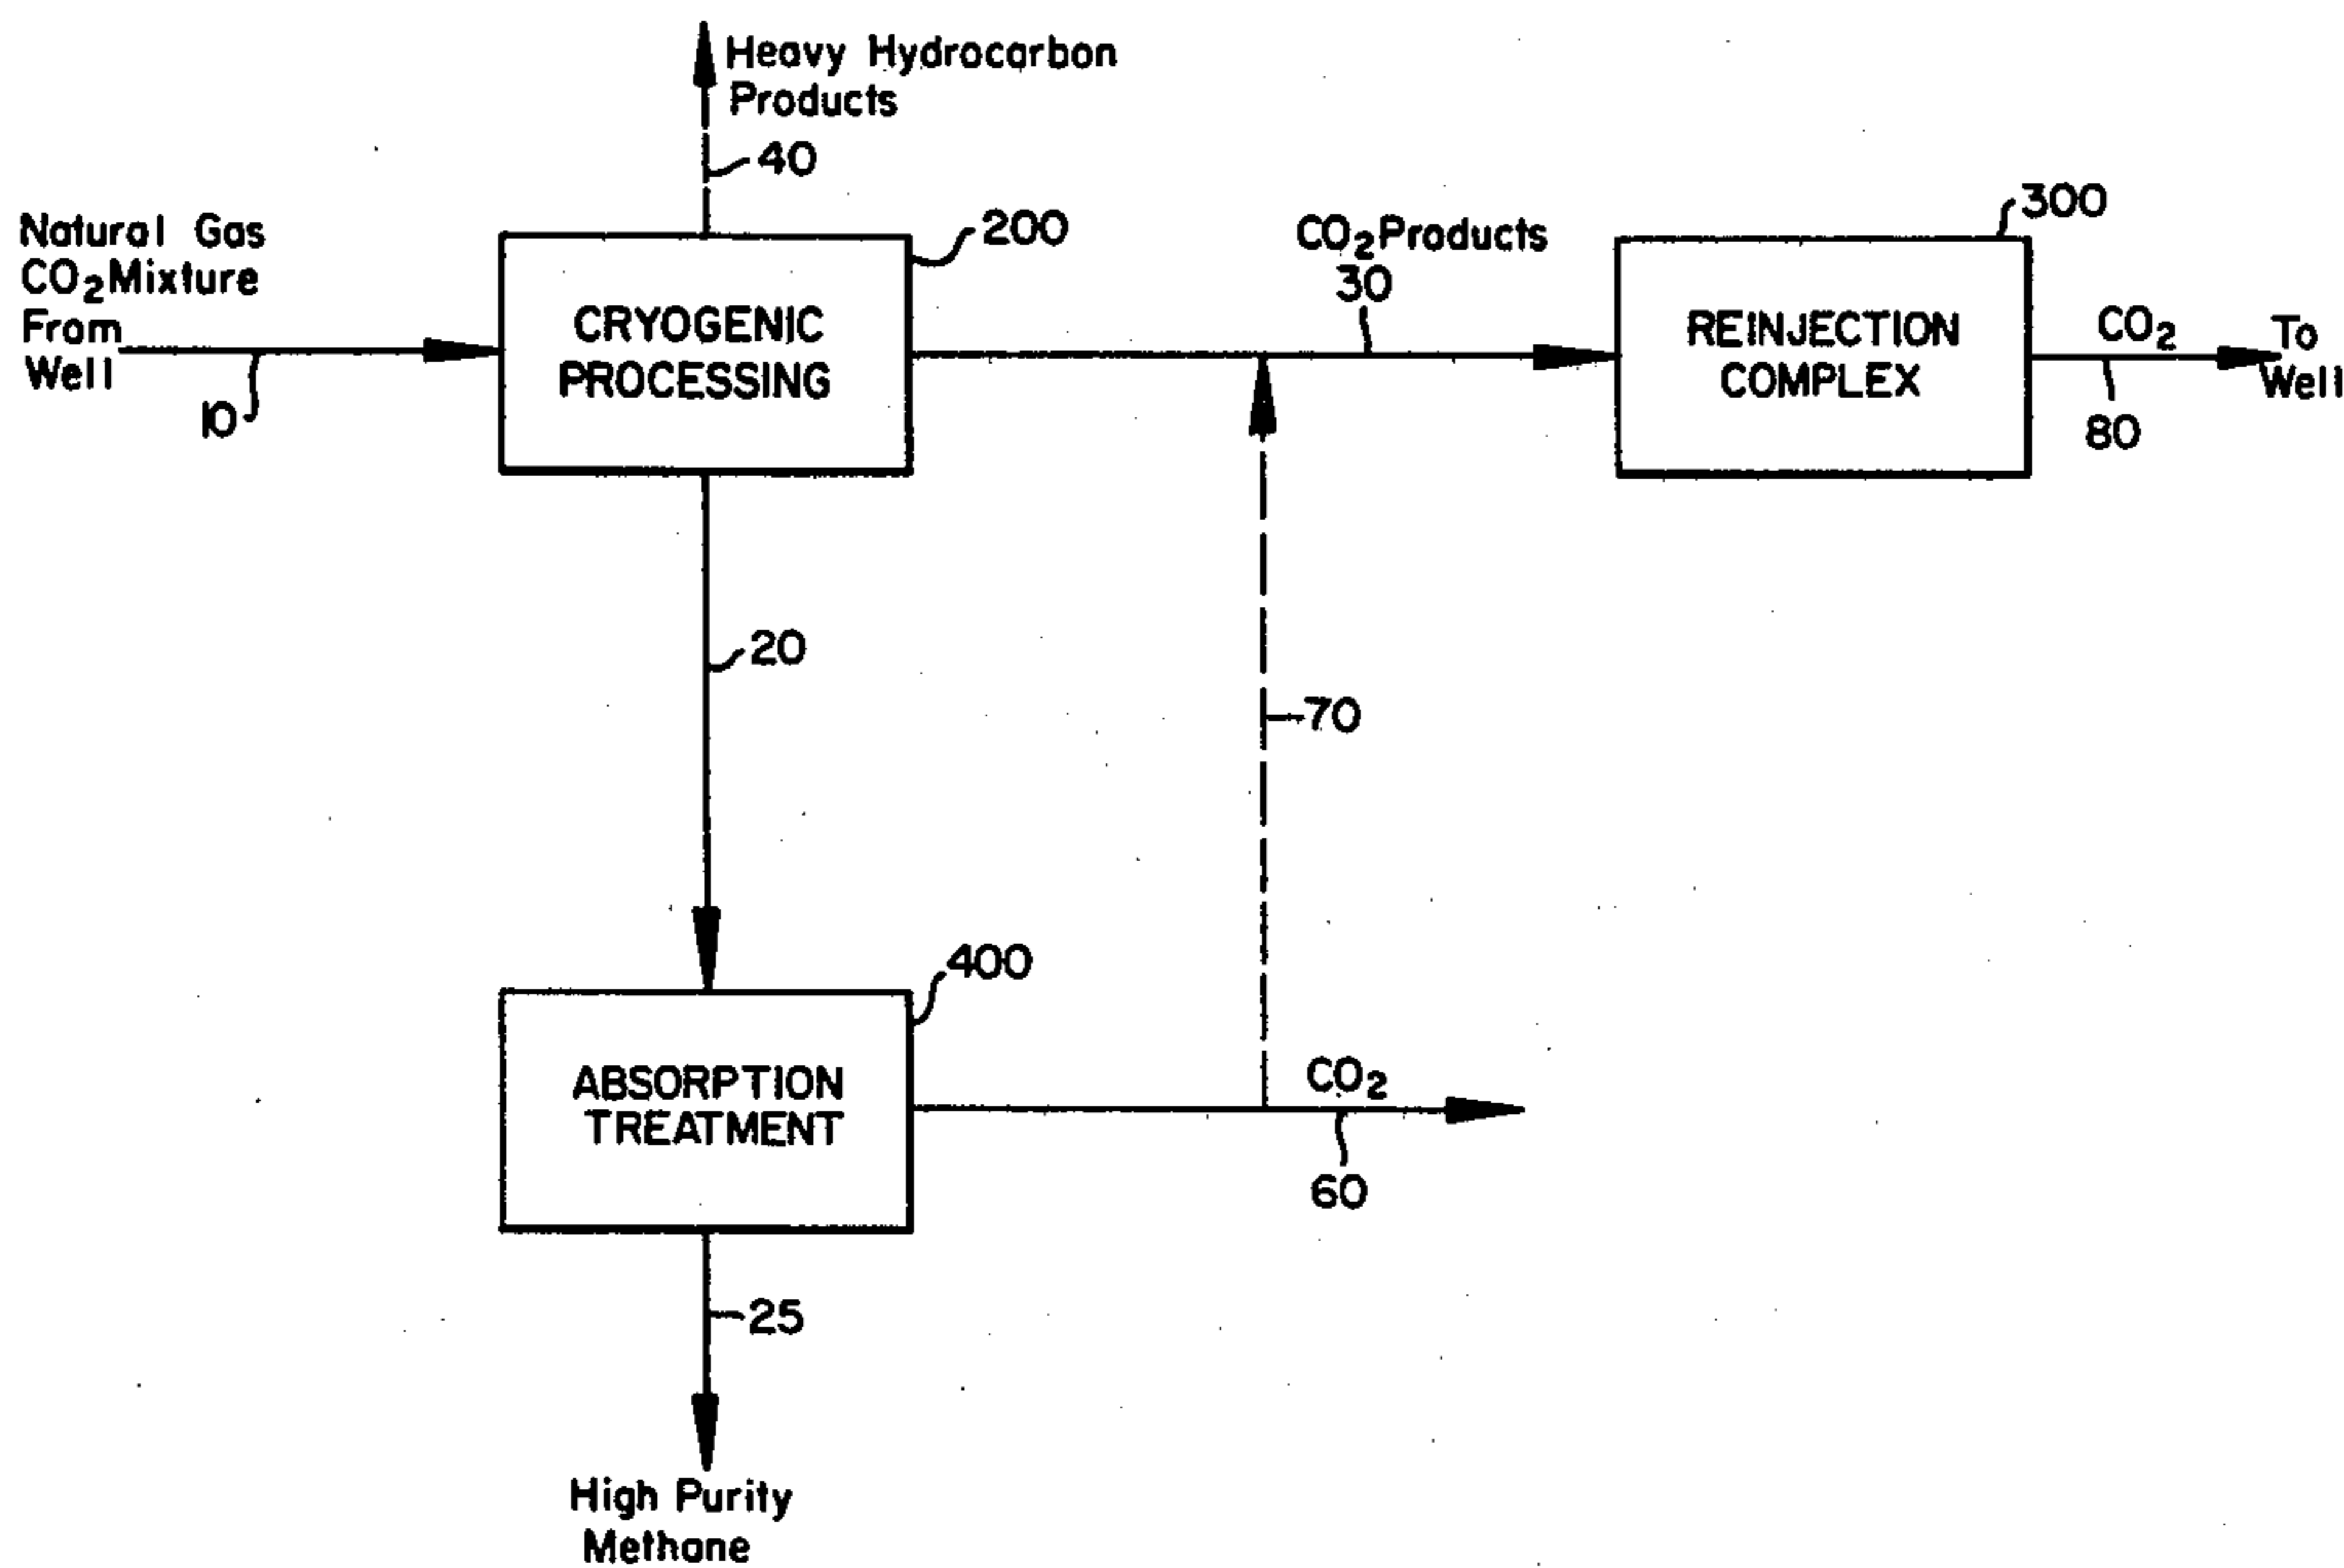 Heavy Hydrocarbon
Products
40
Natural Gas
CO₂ Mixture
From
Well
10
200
CRYOGENIC
PROCESSING
CO₂ Products
30
300
REINJECTION
COMPLEX
CO₂
To
Well
80
20
70
400
ABSORPTION
TREATMENT
CO₂
60
25
High Purity
Methane